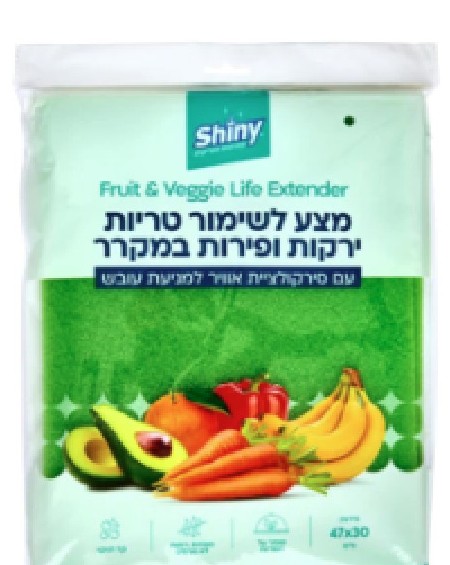 Shiny
Fruit & Veggie Life Extender
מצע לשימור טריות
ירקות ופירות במקרר
עם סירקולציית אוויר למניעת עובש
47x30